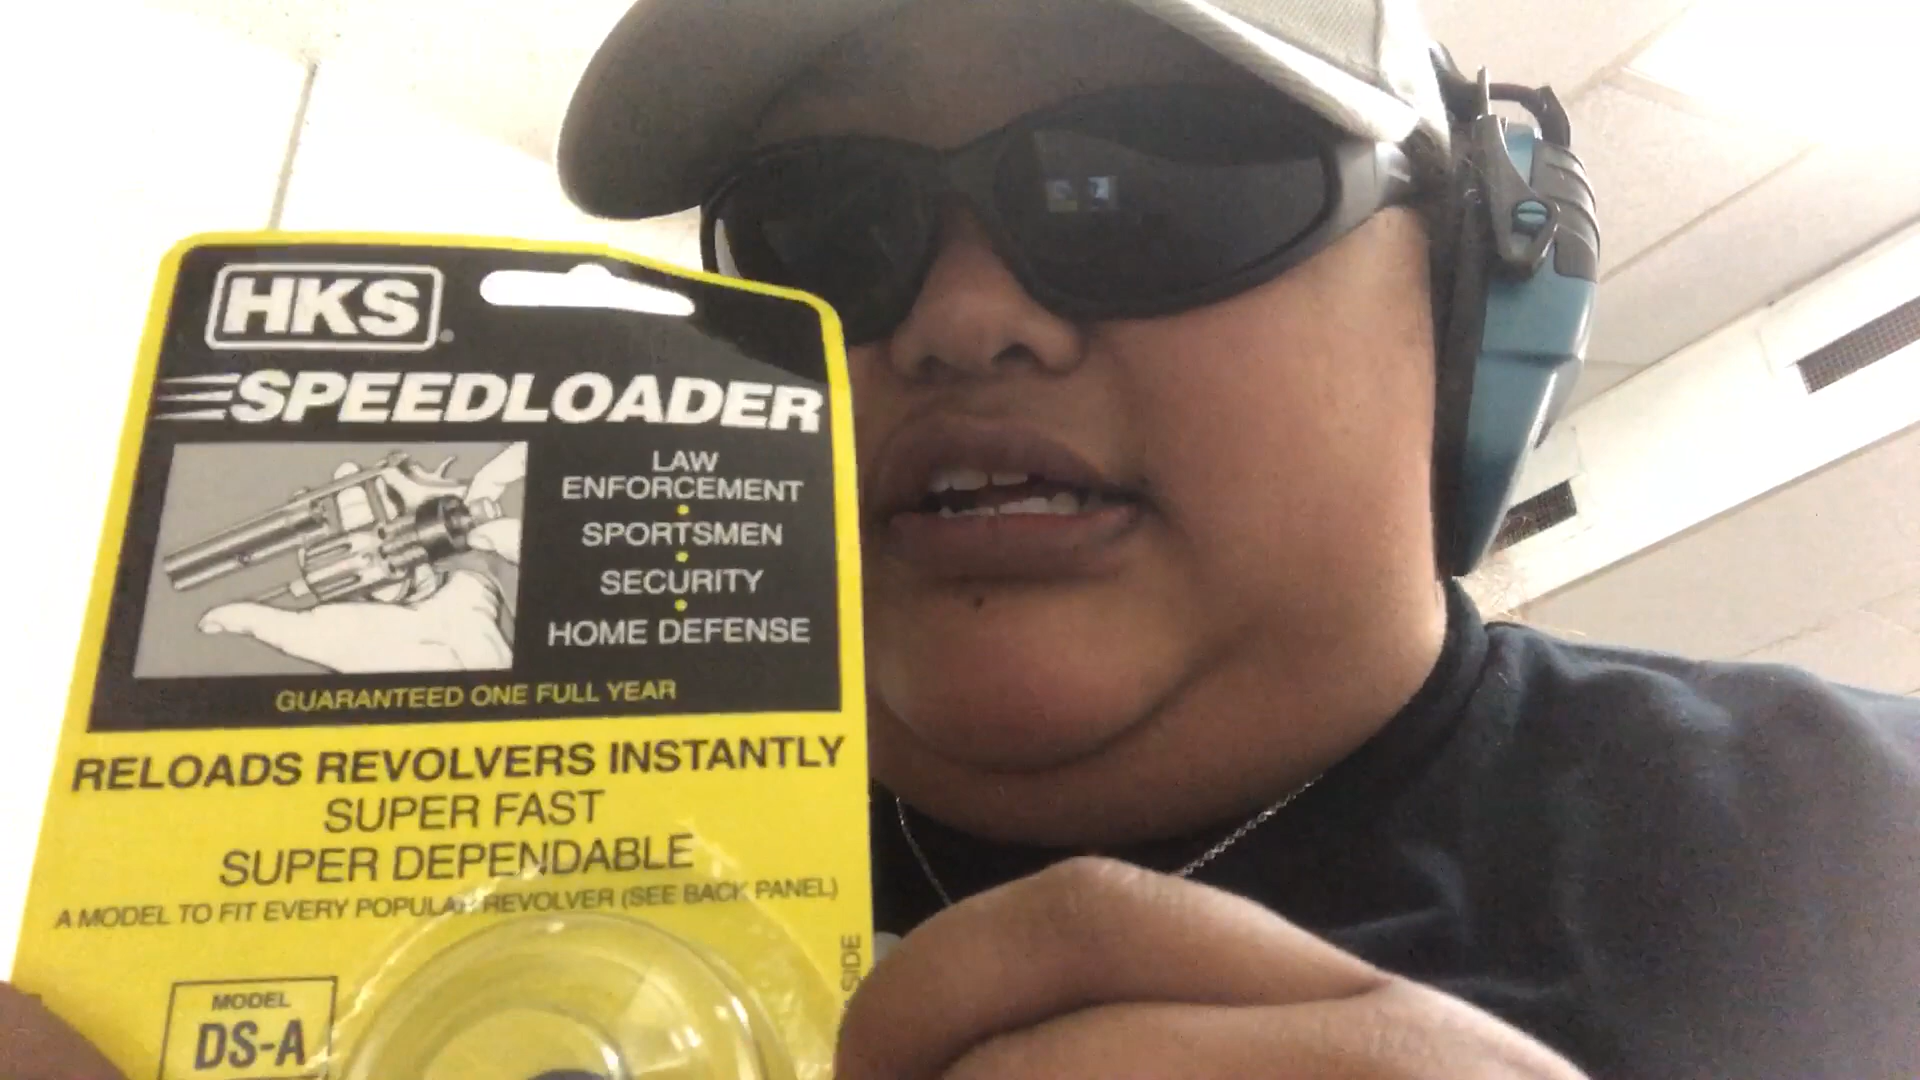 HKS®
SPEEDLOADER
LAW
ENFORCEMENT
•
SPORTSMEN
•
SECURITY
•
HOME DEFENSE
GUARANTEED ONE FULL YEAR
RELOADS REVOLVERS INSTANTLY
SUPER FAST
SUPER DEPENDABLE
A MODEL TO FIT EVERY POPULAR REVOLVER (SEE BACK PANEL)
SIDE
MODEL
DS-A